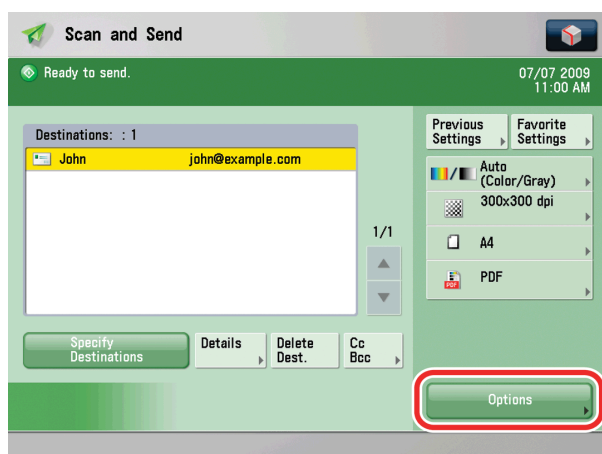 Scan and Send
Ready to send.
07/07 2009
11:00 AM
Destinations: : 1
John john@example.com
1/1
Specify
Destinations
Details
Delete
Dest.
Cc
Bcc
Previous
Settings
Favorite
Settings
Auto
(Color/Gray)
300x300 dpi
A4
PDF
PDF
Options